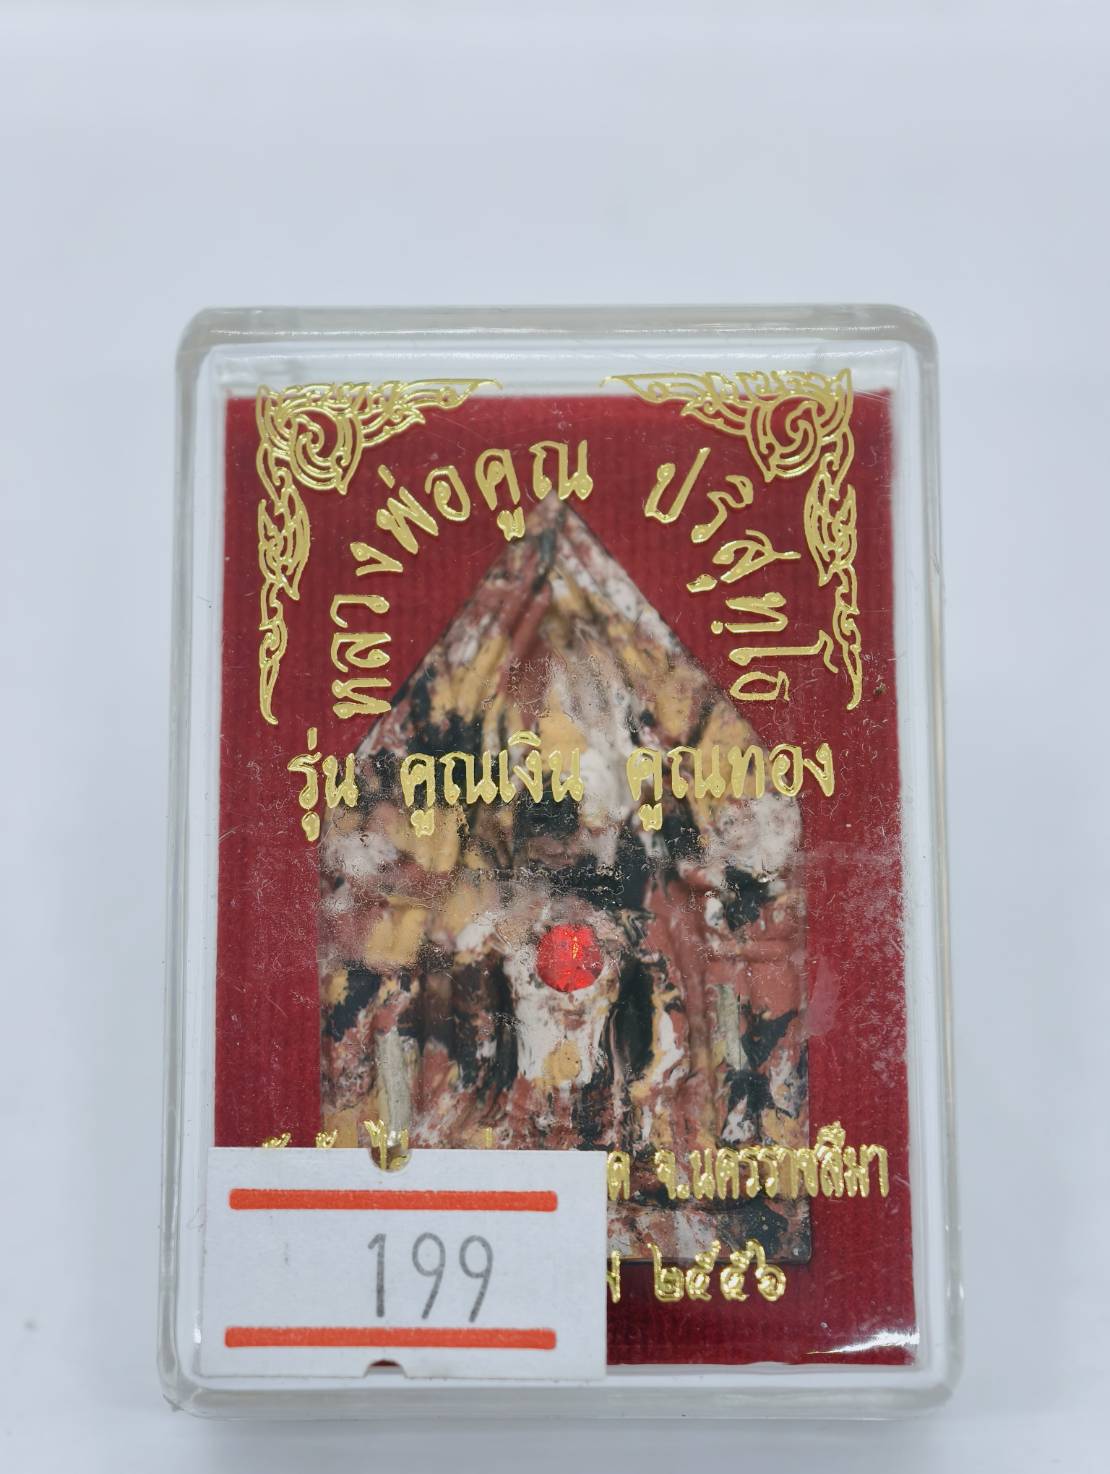 หลวงพ่อคูณ ปริสุทฺโธ
รุ่น คูณเงิน คูณทอง
จ.นครราชสีมา
๒๕๕๖
199